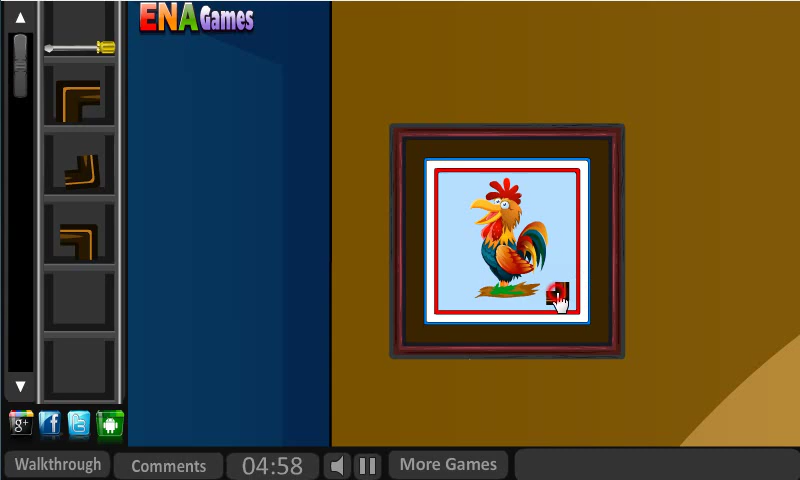 ENA Games
g+
f
t
Walkthrough
Comments
04:58
More Games